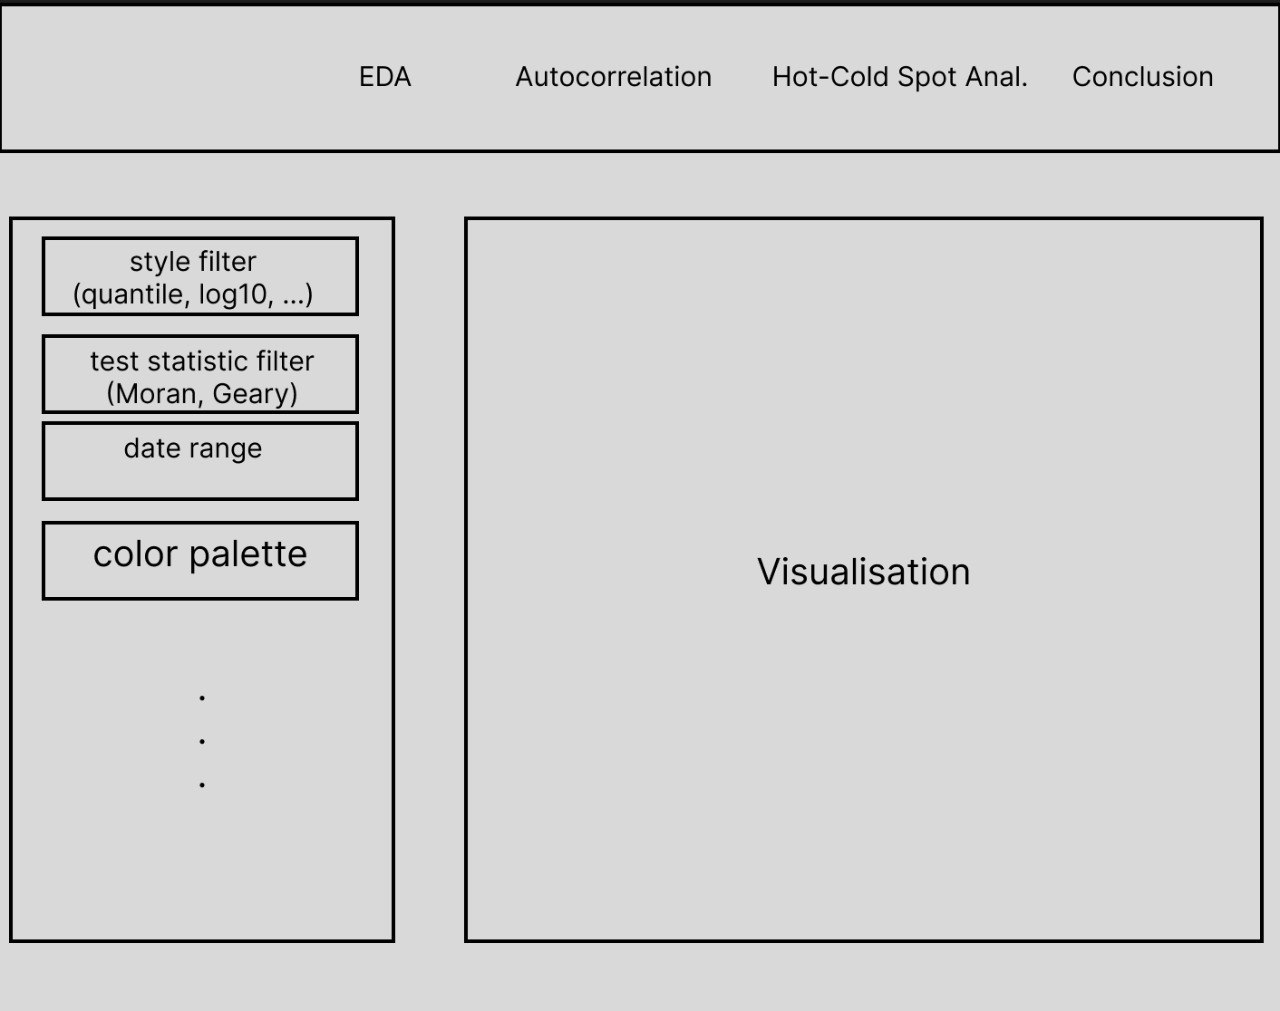 EDA
Autocorrelation
Hot-Cold Spot Anal.
Conclusion
style filter
(quantile, log10, ...)
test statistic filter
(Moran, Geary)
date range
color palette
.
.
.
Visualisation